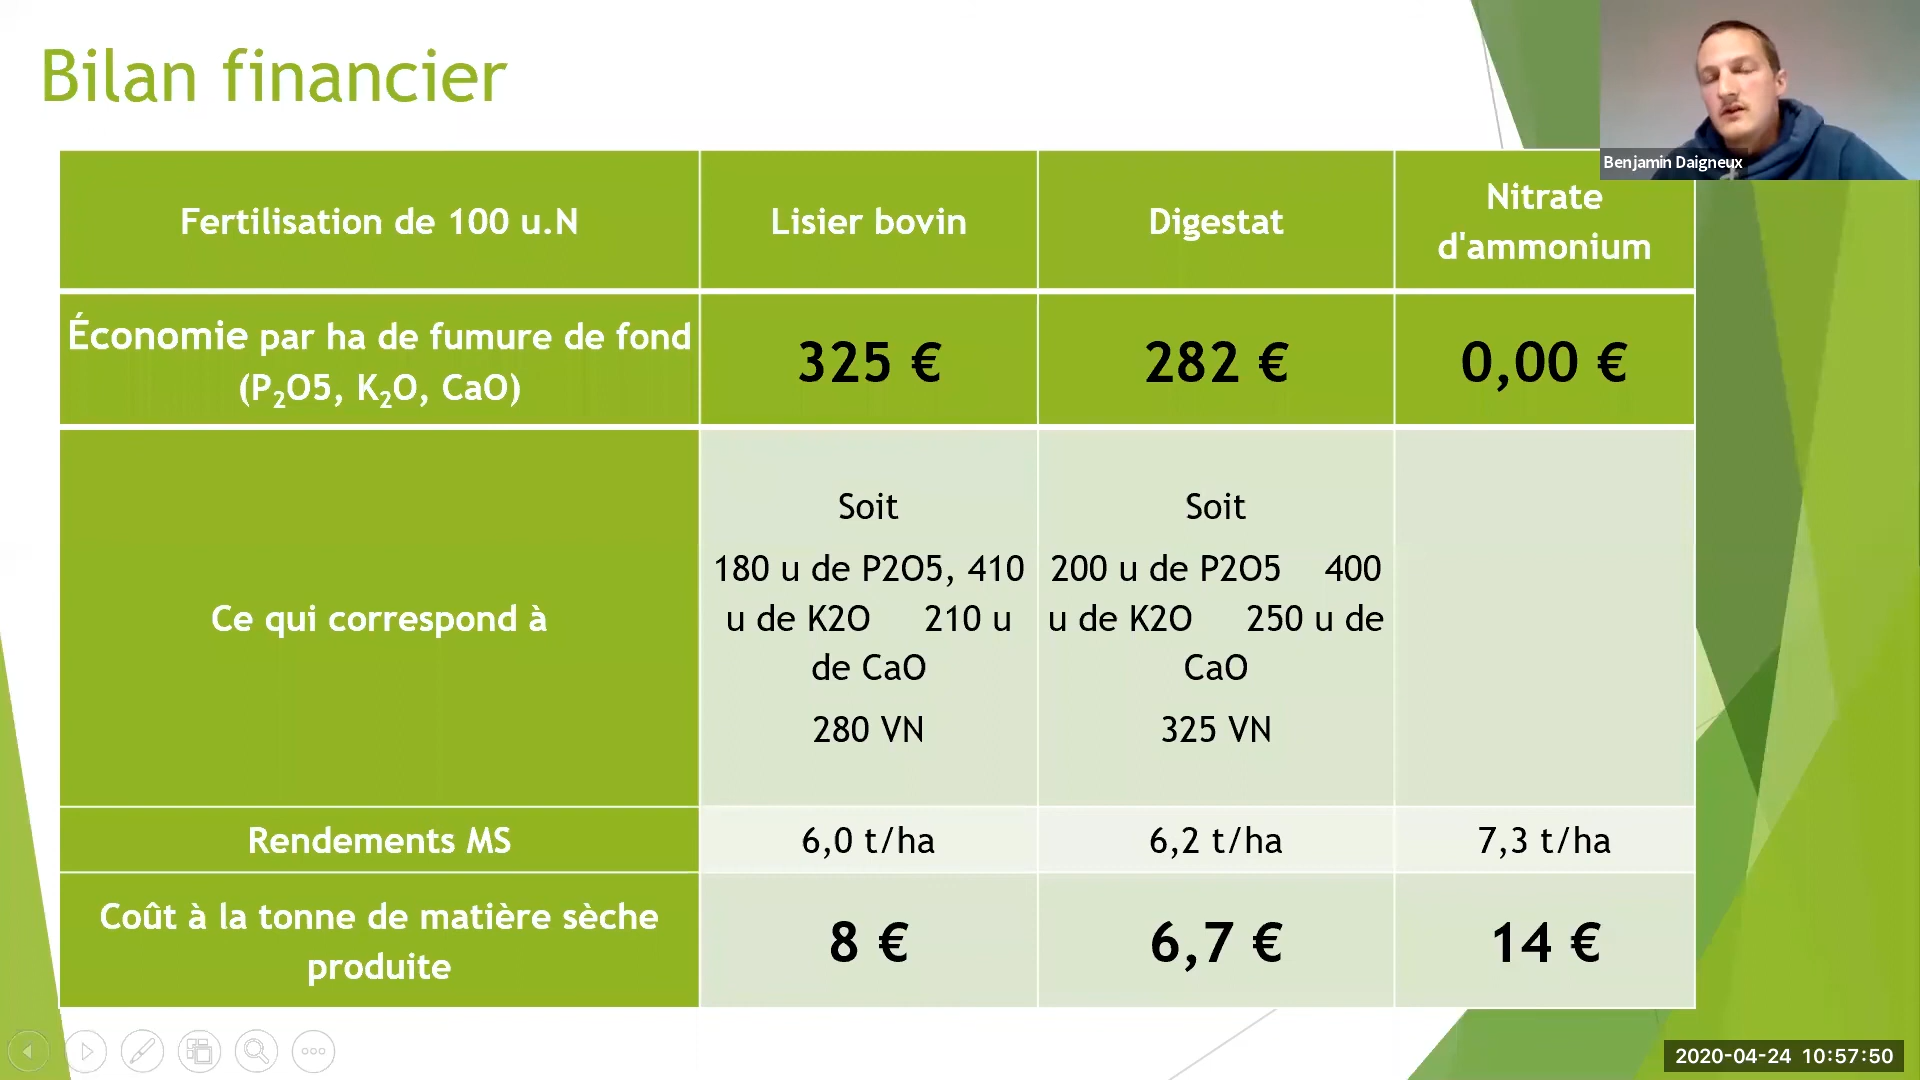 Bilan financier
Benjamin Daigneux
Fertilisation de 100 u.N
Lisier bovin
Digestat
Nitrate
d'ammonium
Économie par ha de fumure de fond
(P₂O5, K₂O, CaO)
325 €
282 €
0,00 €
Ce qui correspond à
Soit
180 u de P2O5, 410
u de K2O 210 u
de CaO
280 VN
Soit
200 u de P2O5 400
u de K2O 250 u de
CaO
325 VN
Rendements MS
6,0 t/ha
6,2 t/ha
7,3 t/ha
Coût à la tonne de matière sèche
produite
8 €
6,7 €
14 €
2020-04-24 10:57:50